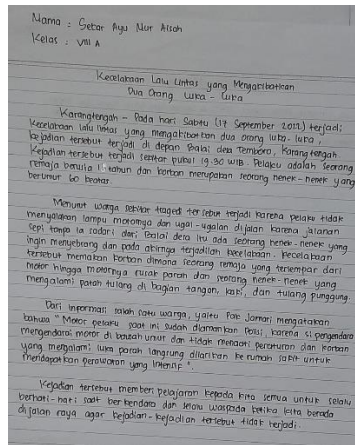 Nama : Sekar Ayu Nur Aisah
Kelas : VIII A
Kecelakaan Lalu Lintas yang Mengakibatkan
Dua Orang Luka - Luka
Karangtengah - Pada hari Sabtu (17 September 2022) terjadi;
kecelakaan lalu lintas yang mengakibatkan dua orang luka-luka,
kejadian tersebut terjadi di depan Balai desa Temboro, Karangtengah.
Kejadian tersebut terjadi sekitar pukul 19.30 WIB. Pelaku adalah seorang
remaja berusia tahun dan korban merupakan seorang nenek-nenek yang
berumur 60 keatas.
Menurut warga sekitar tragedi tersebut terjadi karena pelaku tidak
menyalakan lampu motornya dan ugal-ugalan dijalan karena jalanan
sepi tanpa ia sadari dari Balai desa itu ada seorang nenek-nenek yang
ingin menyebrang dan pada akhirnya terjadilah kecelakaan. kecelakaan
tersebut memakan korban dimana seorang remaja yang terlempar dari
motor hingga motornya rusak parah dan seorang nenek-nenek yang
mengalami patah tulang di bagian tangan, kaki, dan tulang punggung.
Dari informasi salah satu warga, yaitu Pak Jamari mengatakan
bahwa " Motor pelaku saat ini sudah diamankan Polisi karena si pengendara
mengendarai motor di bawah umur dan tidak menaati peraturan dan korban
yang mengalami luka parah langsung dilarikan ke rumah sakit untuk
mendapatkan perawatan yang intensif ".
Kejadian tersebut memberi pelajaran kepada kita semua untuk selalu
berhati-hati saat berkendara dan selalu waspada ketika kita berada
di jalan raya agar kejadian-kejadian tersebut tidak terjadi.